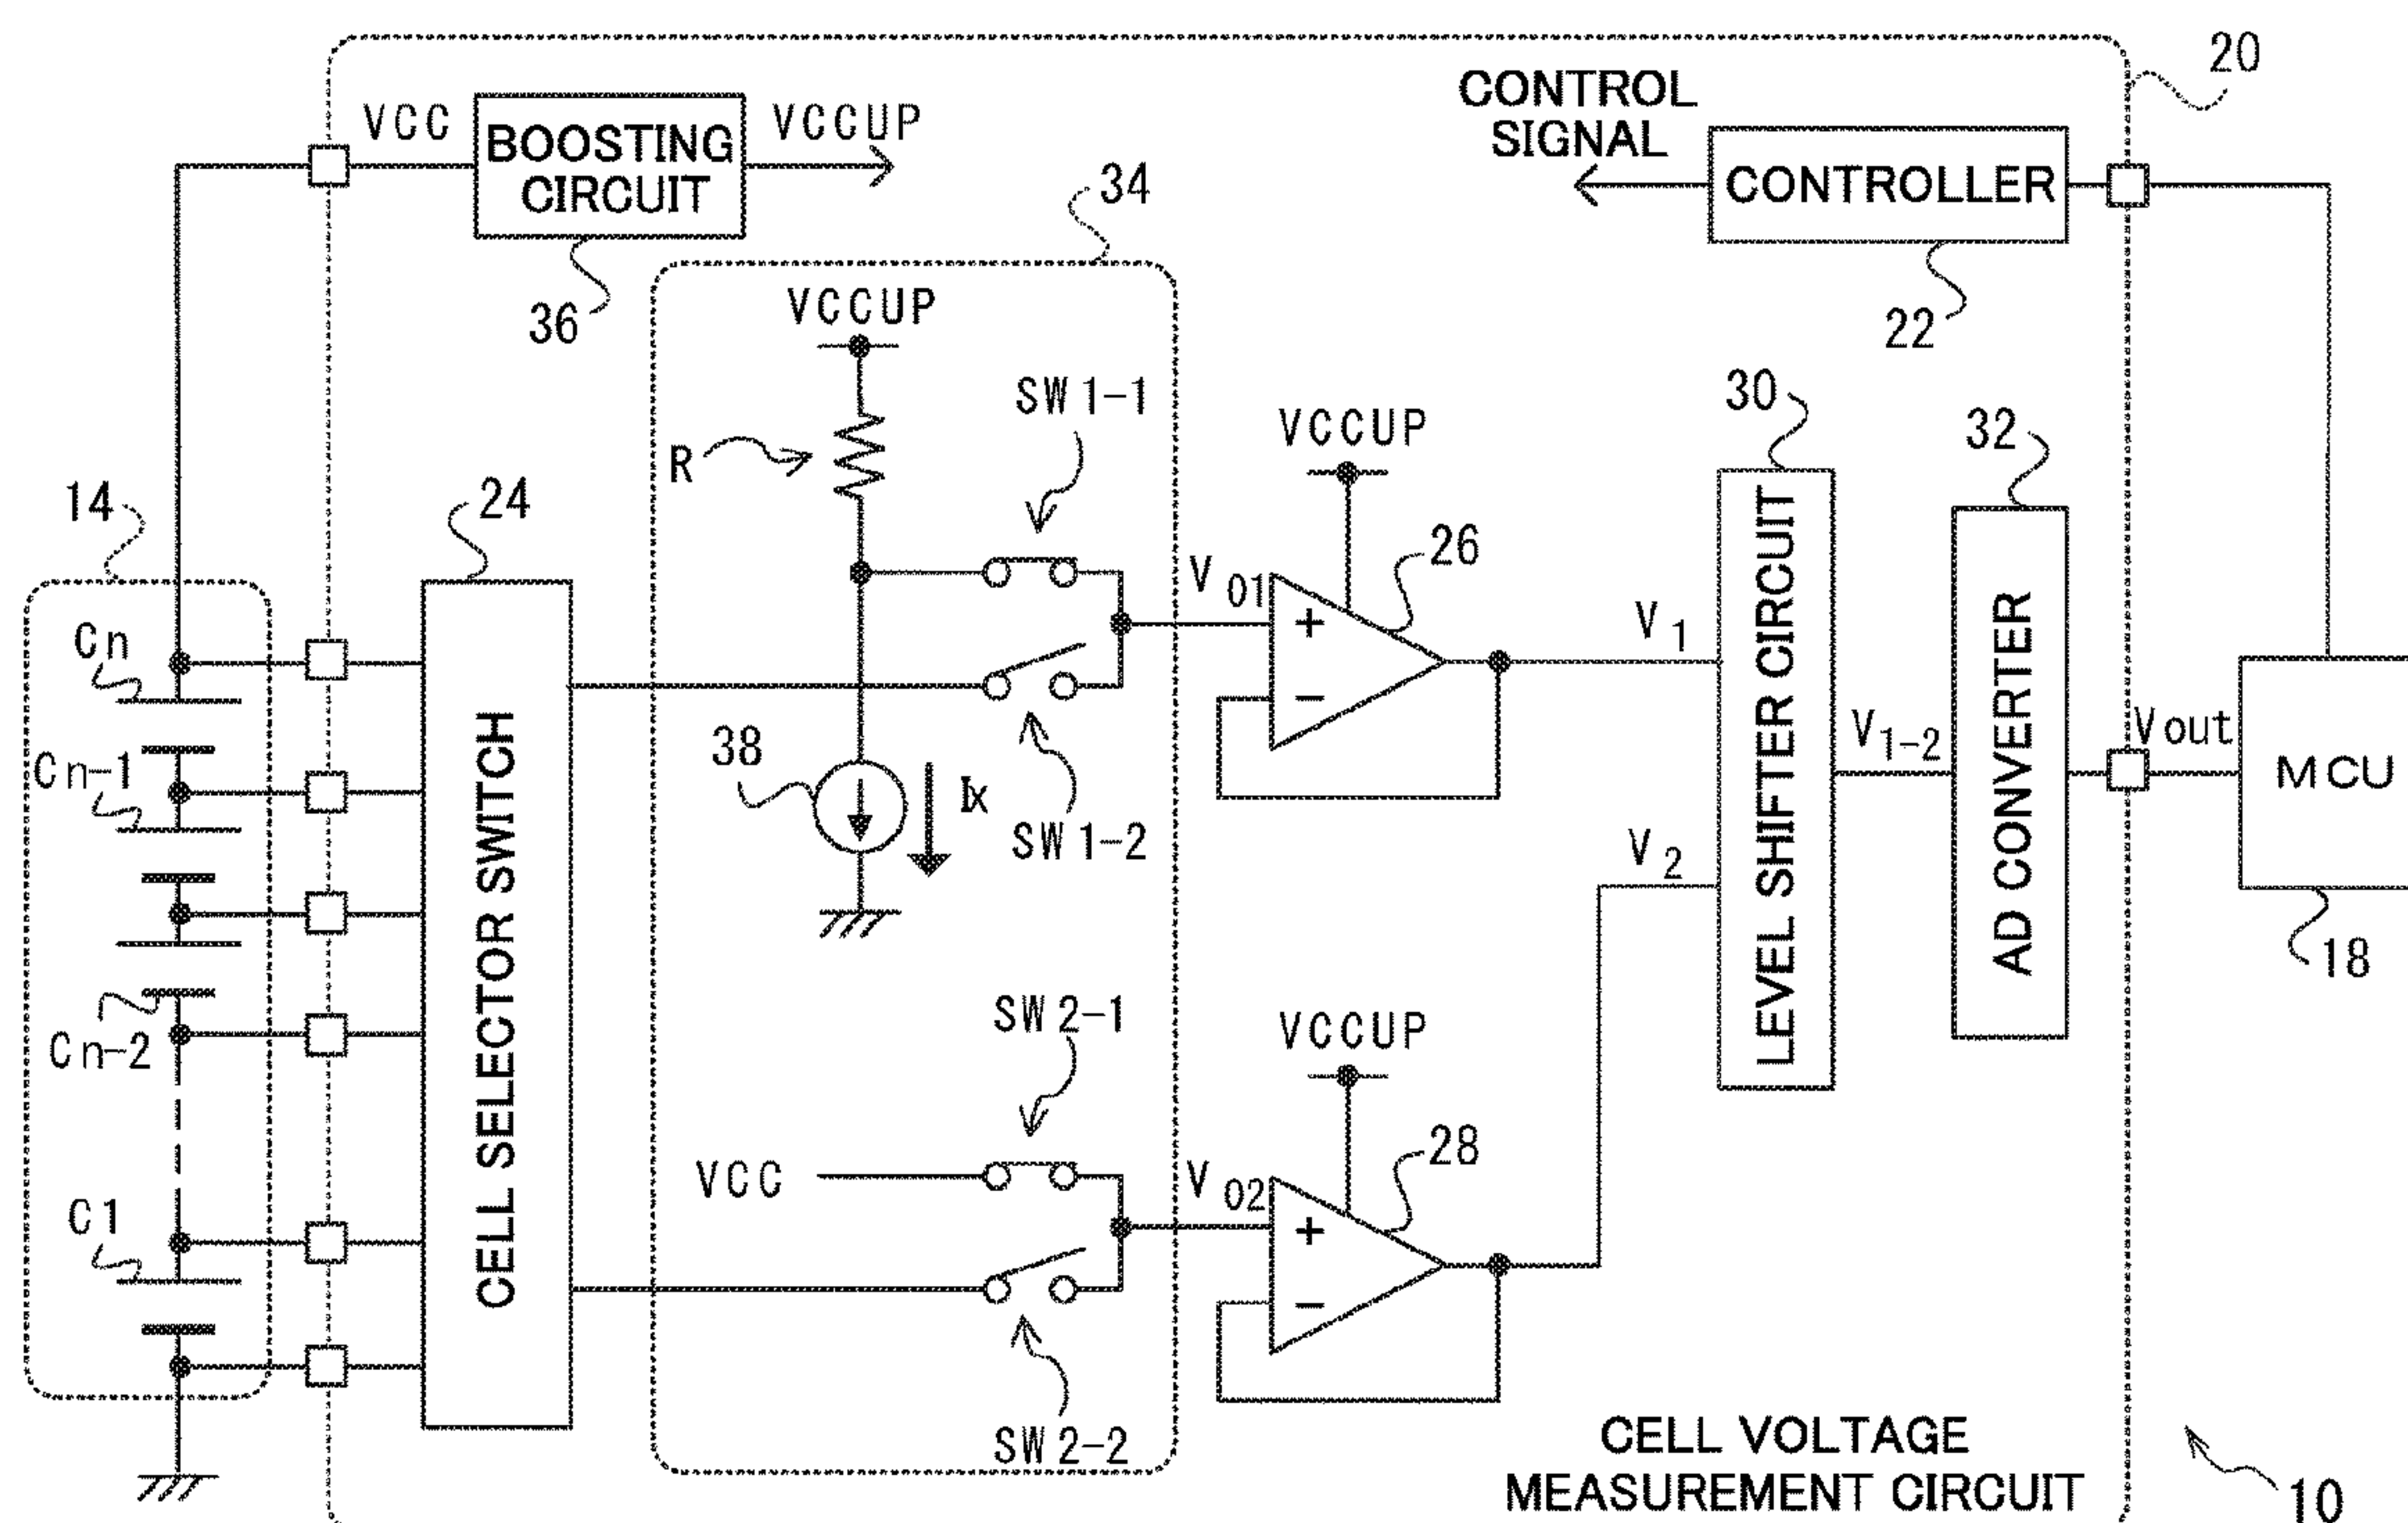 20
CONTROL
SIGNAL
VCC
BOOSTING
CIRCUIT
VCCUP
CONTROLLER
34
36
22
VCCUP
SW1-1
30
VCCUP
32
R
14
24
26
V01
V1
Cn
Cn-1
38
Ix
SW1-2
CELL SELECTOR SWITCH
LEVEL SHIFTER CIRCUIT
V1-2
AD CONVERTER
Vout
MCU
V2
18
SW2-1
VCCUP
Cn-2
28
VCC
V02
C1
SW2-2
CELL VOLTAGE
MEASUREMENT CIRCUIT
10